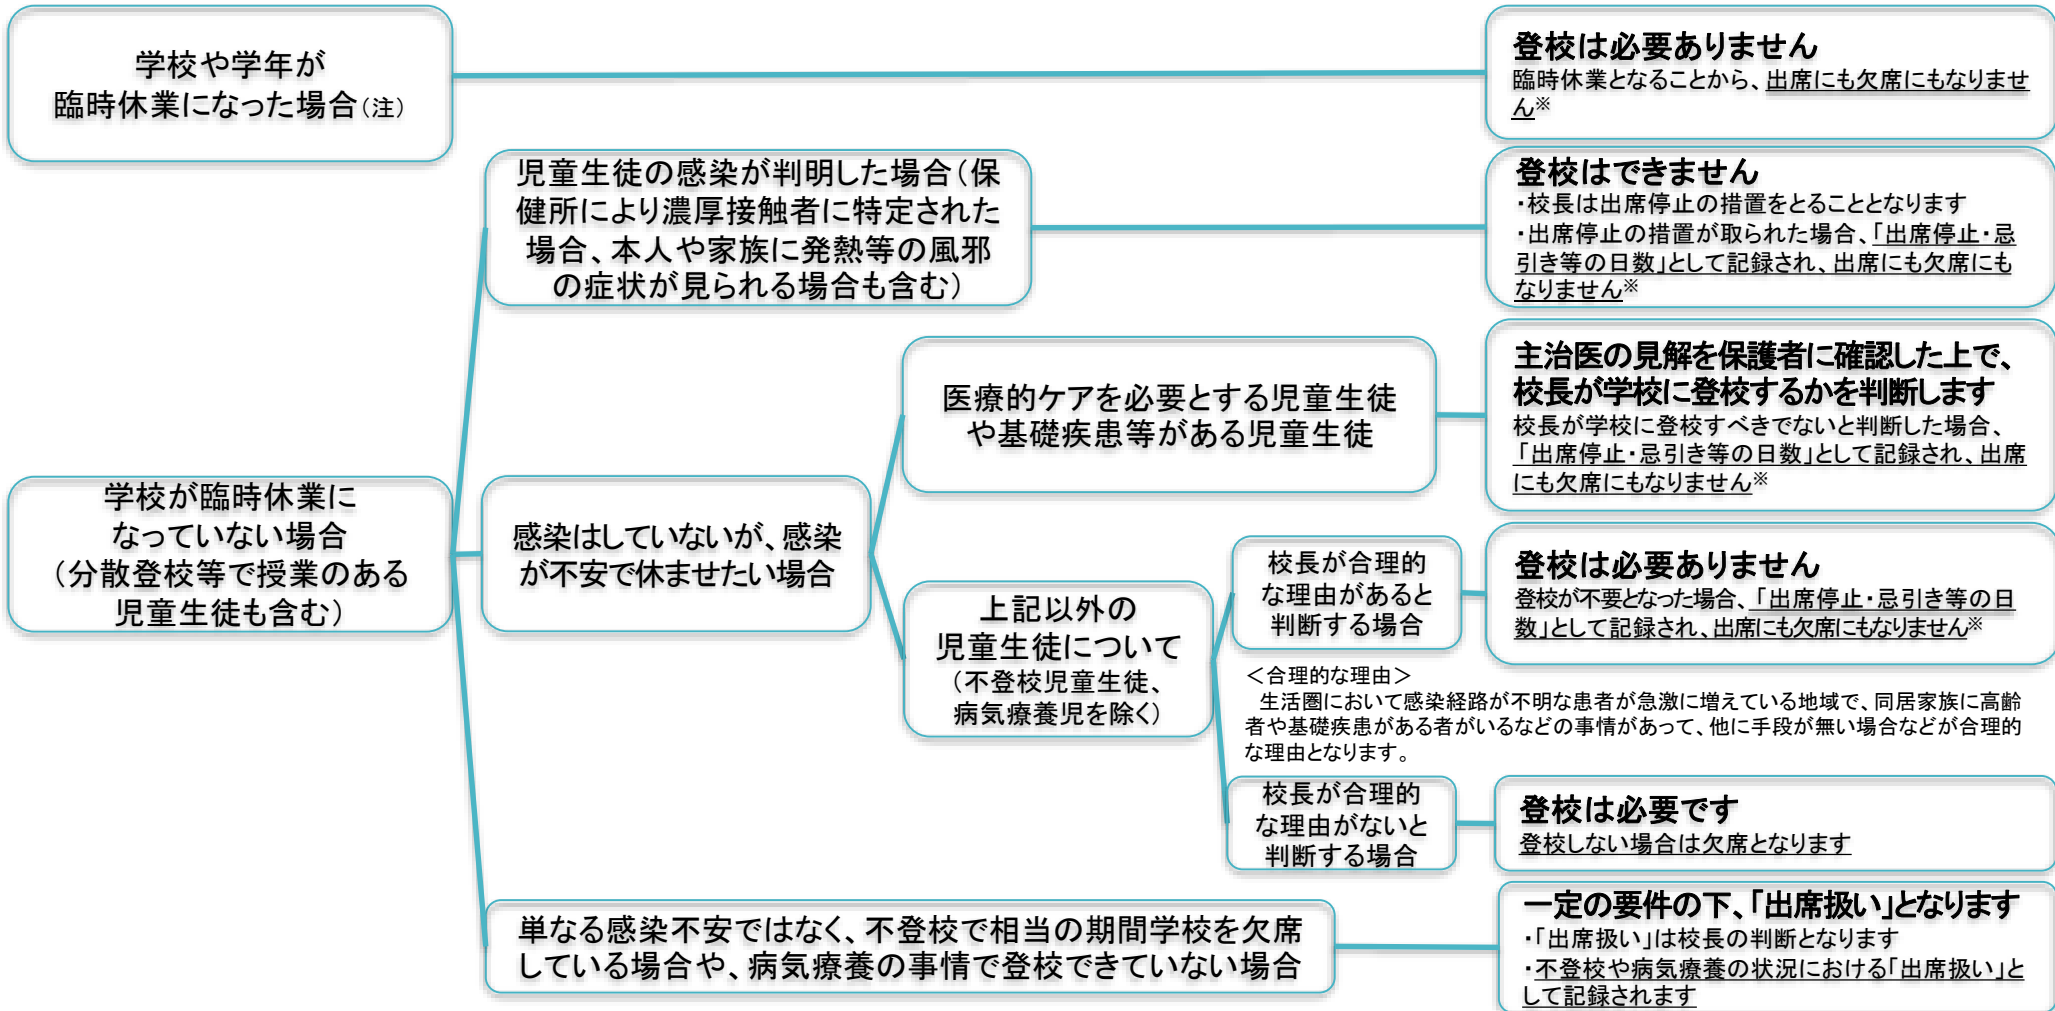 学校や学年が
臨時休業になった場合(注)
登校は必要ありません
臨時休業となることから、出席にも欠席にもなりませ
ん※
児童生徒の感染が判明した場合(保
健所により濃厚接触者に特定された
場合、本人や家族に発熱等の風邪
の症状が見られる場合も含む)
登校はできません
・校長は出席停止の措置をとることとなります
・出席停止の措置が取られた場合、「出席停止・忌
引き等の日数」として記録され、出席にも欠席にも
なりません※
学校が臨時休業に
なっていない場合
(分散登校等で授業のある
児童生徒も含む)
感染はしていないが、感染
が不安で休ませたい場合
医療的ケアを必要とする児童生徒
や基礎疾患等がある児童生徒
主治医の見解を保護者に確認した上で、
校長が学校に登校するかを判断します
校長が学校に登校すべきでないと判断した場合、
「出席停止・忌引き等の日数」として記録され、出席
にも欠席にもなりません※
上記以外の
児童生徒について
(不登校児童生徒、
病気療養児を除く)
校長が合理的
な理由があると
判断する場合
登校は必要ありません
登校が不要となった場合、「出席停止・忌引き等の日
数」として記録され、出席にも欠席にもなりません※
<合理的な理由>
生活圏において感染経路が不明な患者が急激に増えている地域で、同居家族に高齢
者や基礎疾患がある者がいるなどの事情があって、他に手段が無い場合などが合理的
な理由となります。
校長が合理的
な理由がないと
判断する場合
登校は必要です
登校しない場合は欠席となります
単なる感染不安ではなく、不登校で相当の期間学校を欠席
している場合や、病気療養の事情で登校できていない場合
一定の要件の下、「出席扱い」となります
・「出席扱い」は校長の判断となります
・不登校や病気療養の状況における「出席扱い」と
して記録されます